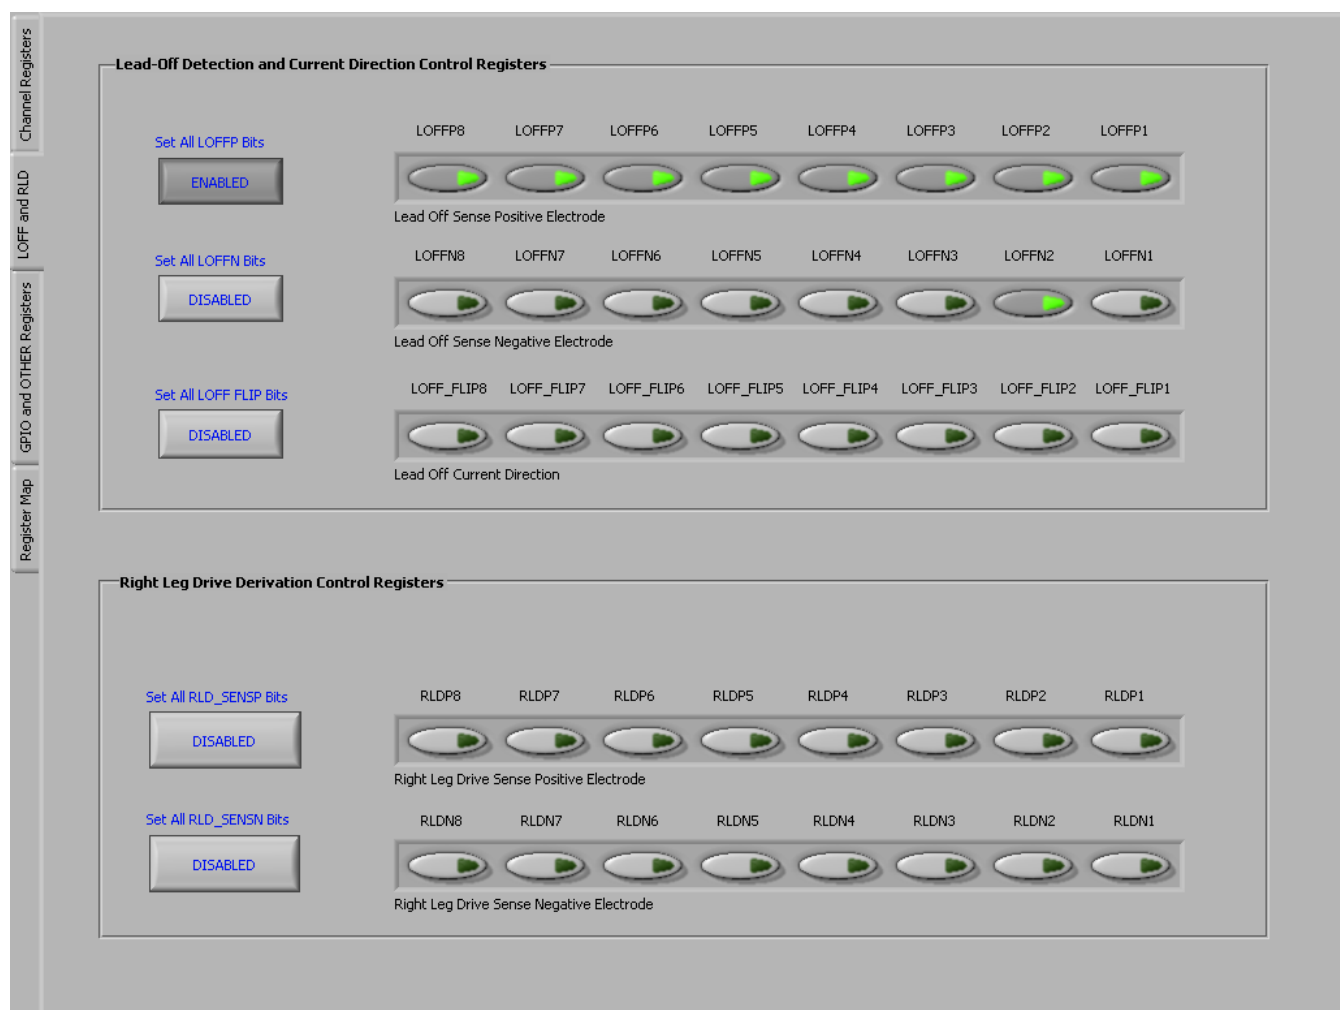 Channel Registers
LOFF and RLD
GPIO and OTHER Registers
Register Map
Lead-Off Detection and Current Direction Control Registers
Set All LOFFP Bits
ENABLED
LOFFP8 LOFFP7 LOFFP6 LOFFP5 LOFFP4 LOFFP3 LOFFP2 LOFFP1
Lead Off Sense Positive Electrode
Set All LOFFN Bits
DISABLED
LOFFN8 LOFFN7 LOFFN6 LOFFN5 LOFFN4 LOFFN3 LOFFN2 LOFFN1
Lead Off Sense Negative Electrode
Set All LOFF FLIP Bits
DISABLED
LOFF_FLIP8 LOFF_FLIP7 LOFF_FLIP6 LOFF_FLIP5 LOFF_FLIP4 LOFF_FLIP3 LOFF_FLIP2 LOFF_FLIP1
Lead Off Current Direction
Right Leg Drive Derivation Control Registers
Set All RLD_SENSP Bits
DISABLED
RLDP8 RLDP7 RLDP6 RLDP5 RLDP4 RLDP3 RLDP2 RLDP1
Right Leg Drive Sense Positive Electrode
Set All RLD_SENSN Bits
DISABLED
RLDN8 RLDN7 RLDN6 RLDN5 RLDN4 RLDN3 RLDN2 RLDN1
Right Leg Drive Sense Negative Electrode